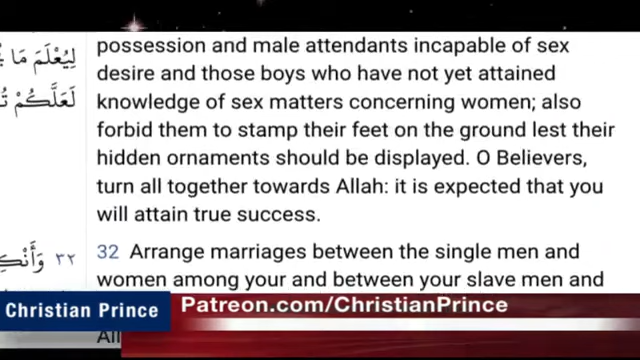 possession and male attendants incapable of sex
desire and those boys who have not yet attained
knowledge of sex matters concerning women; also
forbid them to stamp their feet on the ground lest their
hidden ornaments should be displayed. O Believers,
turn all together towards Allah: it is expected that you
will attain true success.
لِيُعْلَمَ مَا
لَعَلَّكُمْ
٣٢
32 Arrange marriages between the single men and
women among your and between your slave men and
Christian Prince
Patreon.com/ChristianPrince